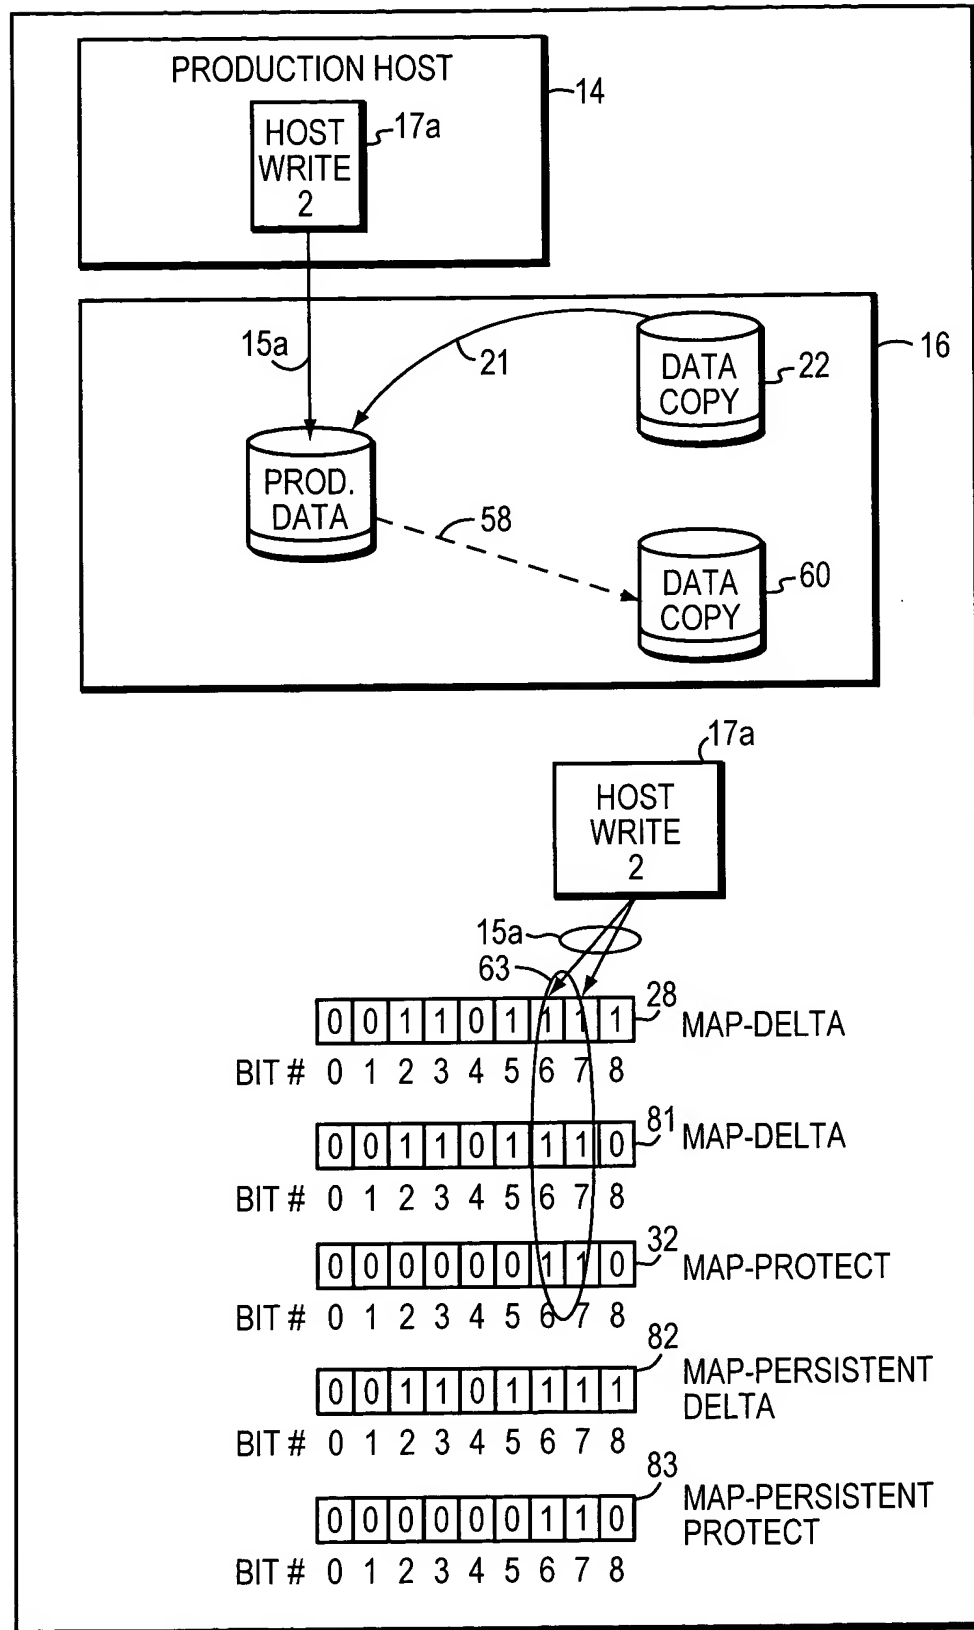 PRODUCTION HOST
14
HOST
WRITE
2
17a
15a
21
16
DATA
COPY
22
PROD.
DATA
58
DATA
COPY
60
17a
HOST
WRITE
2
15a
63
28
0 0 1 1 0 1 1 1 1 MAP-DELTA
BIT # 0 1 2 3 4 5 6 7 8
81
0 0 1 1 0 1 1 1 0 MAP-DELTA
BIT # 0 1 2 3 4 5 6 7 8
32
0 0 0 0 0 0 1 1 0 MAP-PROTECT
BIT # 0 1 2 3 4 5 6 7 8
82
0 0 1 1 0 1 1 1 1 MAP-PERSISTENT
DELTA
BIT # 0 1 2 3 4 5 6 7 8
83
0 0 0 0 0 0 1 1 0 MAP-PERSISTENT
PROTECT
BIT # 0 1 2 3 4 5 6 7 8